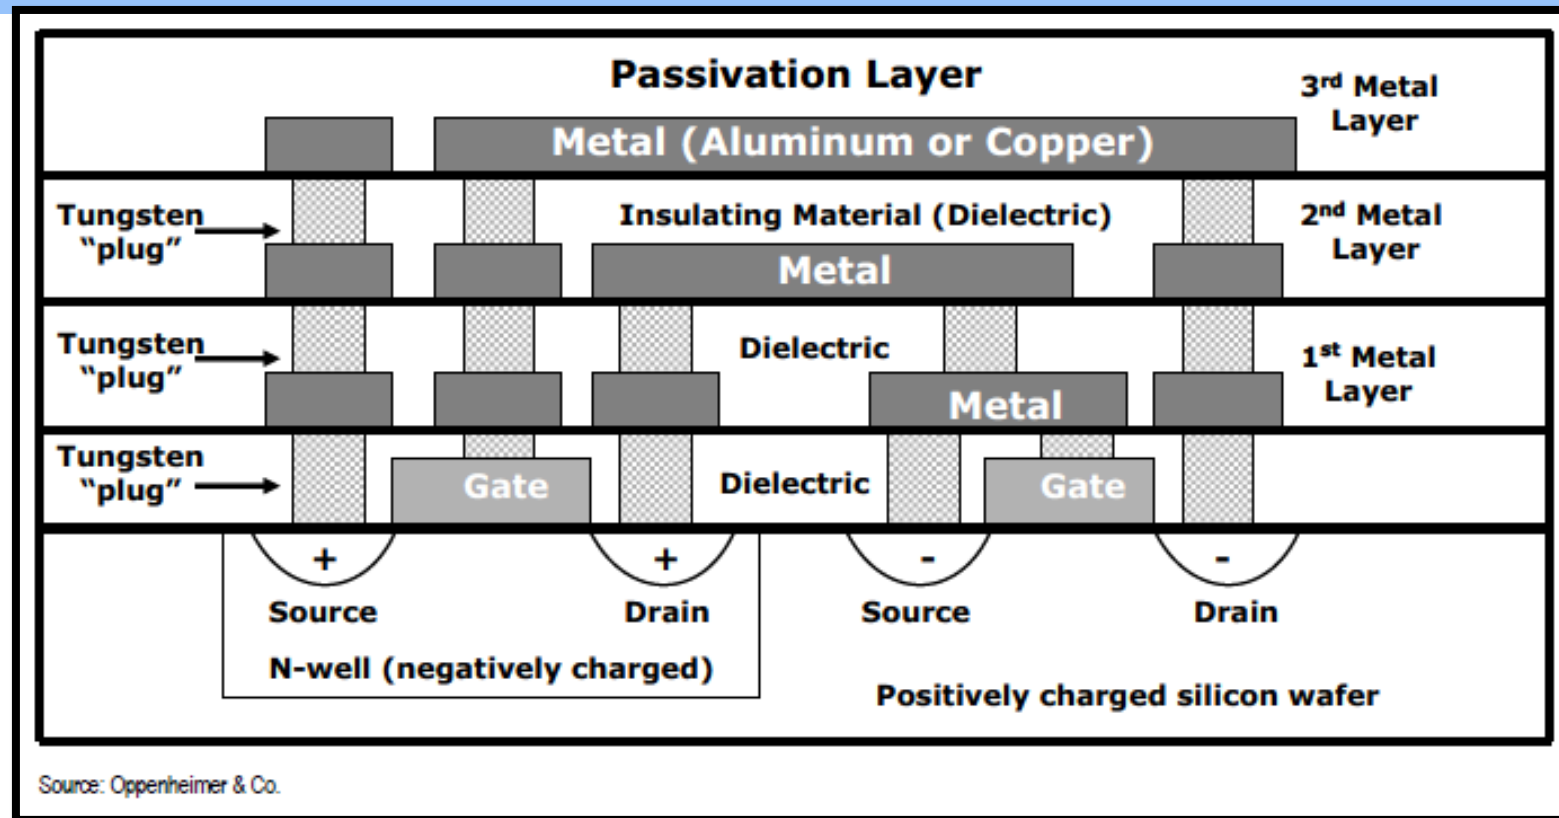 Passivation Layer
3rd Metal
Layer
Metal (Aluminum or Copper)
Tungsten
“plug”
Insulating Material (Dielectric)
2nd Metal
Layer
Metal
Tungsten
“plug”
Dielectric
1st Metal
Layer
Metal
Tungsten
“plug”
Gate
Dielectric
Gate
+
+
-
-
Source
Drain
Source
Drain
N-well (negatively charged)
Positively charged silicon wafer
Source: Oppenheimer & Co.